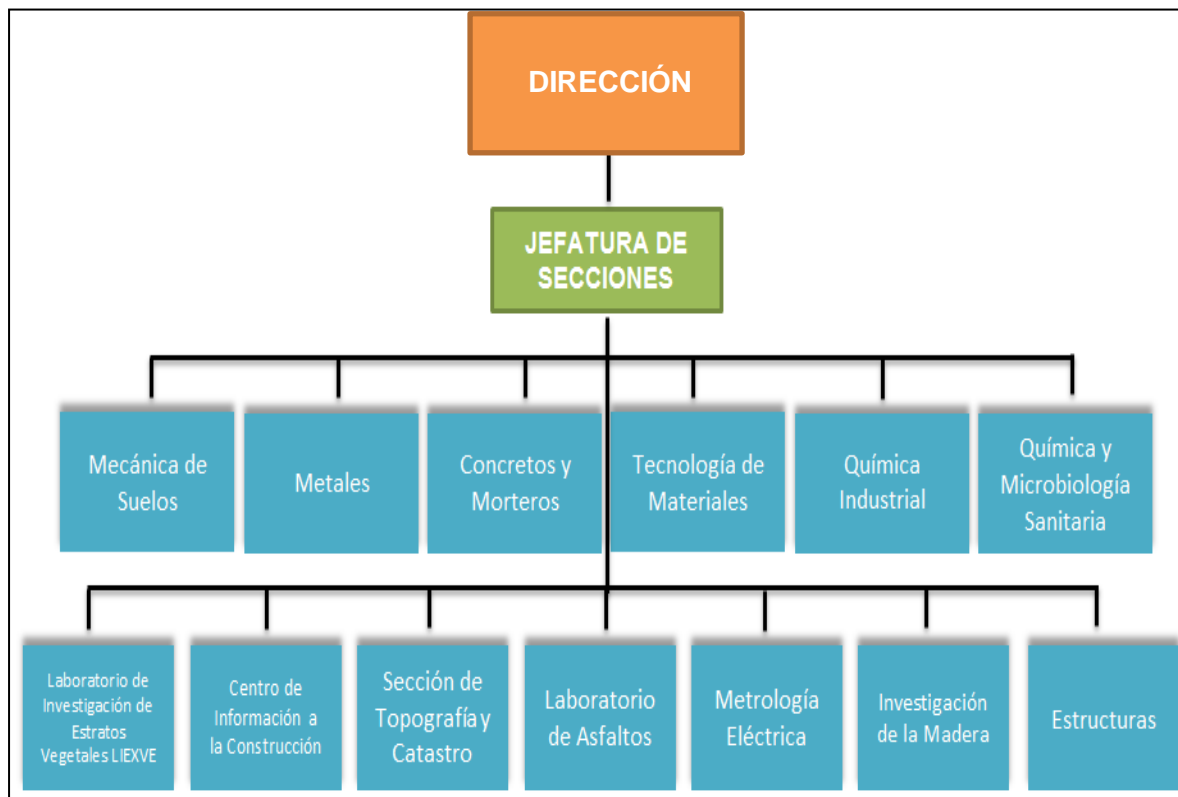 DIRECCIÓN
JEFATURA DE
SECCIONES
Mecánica de
Suelos
Metales
Concretos y
Morteros
Tecnología de
Materiales
Química
Industrial
Química y
Microbiología
Sanitaria
Laboratorio de
Investigación de
Estratos
Vegetales LIEXVE
Centro de
Información a
la Construcción
Sección de
Topografía y
Catastro
Laboratorio
de Asfaltos
Metrología
Eléctrica
Investigación
de la Madera
Estructuras